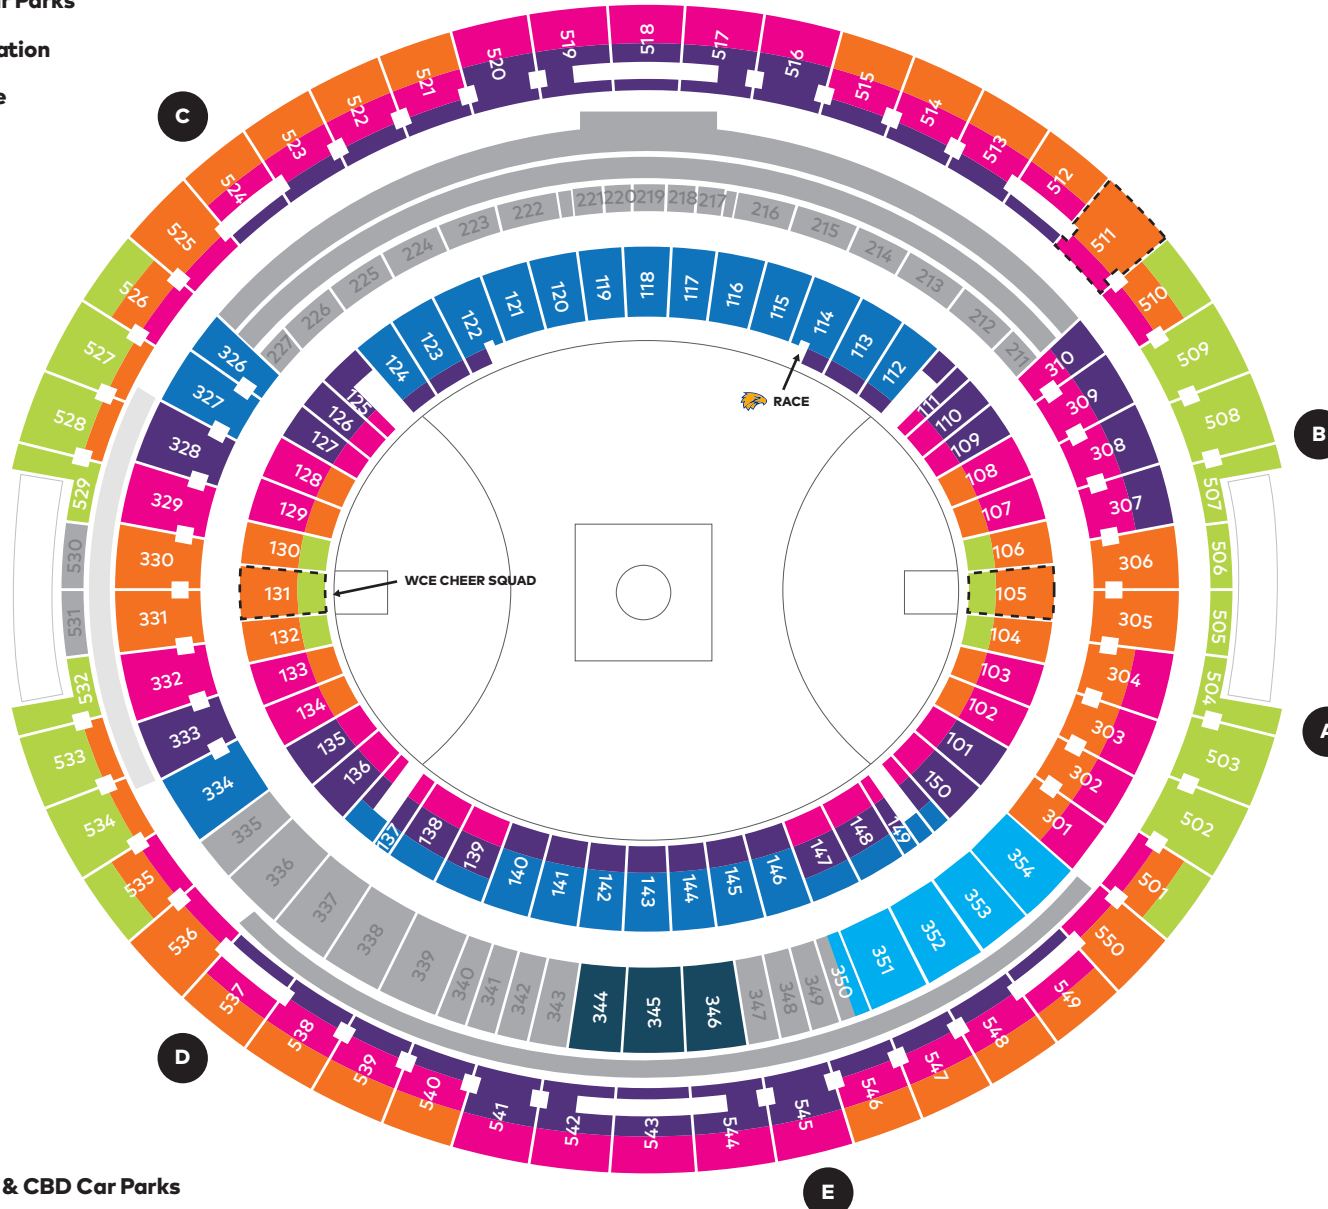 r Parks
ation
e
C
B
A
D
E
520 519 518 517 516
521 522 523 524 525 526 527 528 529 530 531 532 533 534 535 536 537 538 539 540 541 542 543 544 545 546 547 548 549 550
515 514 513 512 511 510 509 508 507 506 505 504 503 502 501
227 226 225 224 223 222 221 220 219 218 217 216 215 214 213 212 211
124 123 122 121 120 119 118 117 116 115 114 113 112
RACE
326 327 328 329 330 331 332 333 334
125 126 127 128 129 130 131 132 133 134 135 136
WCE CHEER SQUAD
111 110 109 108 107 106 105 104 103 102 101 150
310 309 308 307 306 305 304 303 302 301
137 138 139 140 141 142 143 144 145 146 147 148 149
335 336 337 338 339 340 341 342 343 344 345 346 347 348 349 350 351 352 353 354
& CBD Car Parks